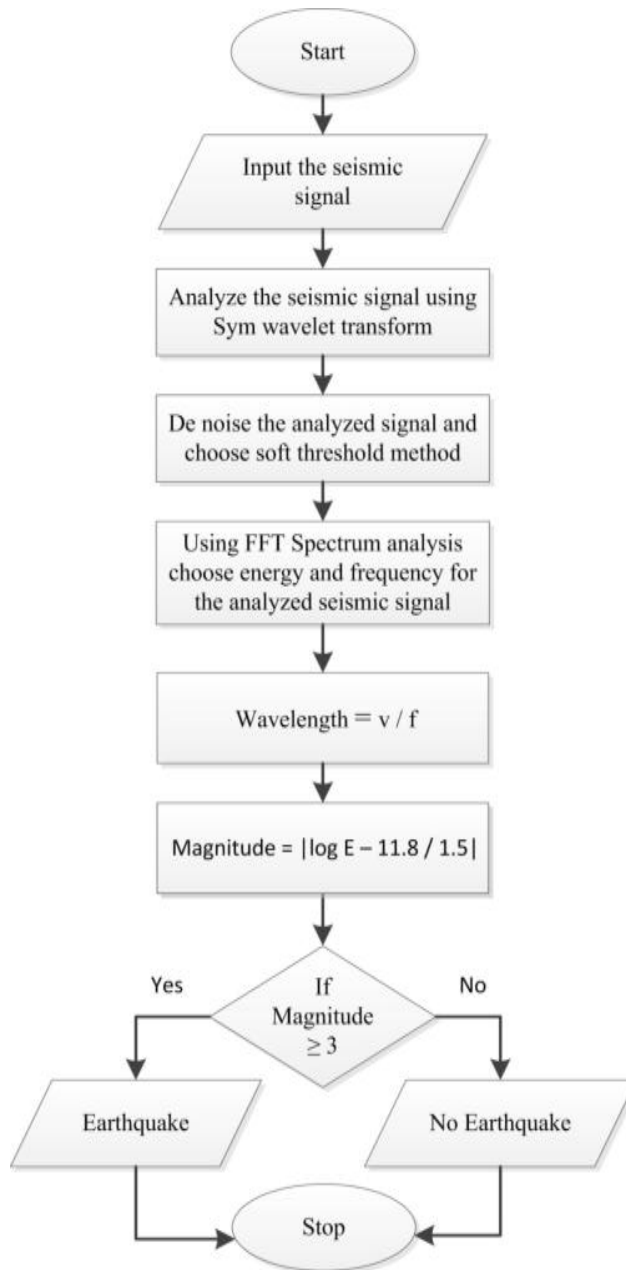 Start
Input the seismic
signal
Analyze the seismic signal using
Sym wavelet transform
De noise the analyzed signal and
choose soft threshold method
Using FFT Spectrum analysis
choose energy and frequency for
the analyzed seismic signal
Wavelength = v / f
Magnitude = |log E – 11.8 / 1.5|
If
Magnitude
≥ 3
Yes
No
Earthquake
No Earthquake
Stop